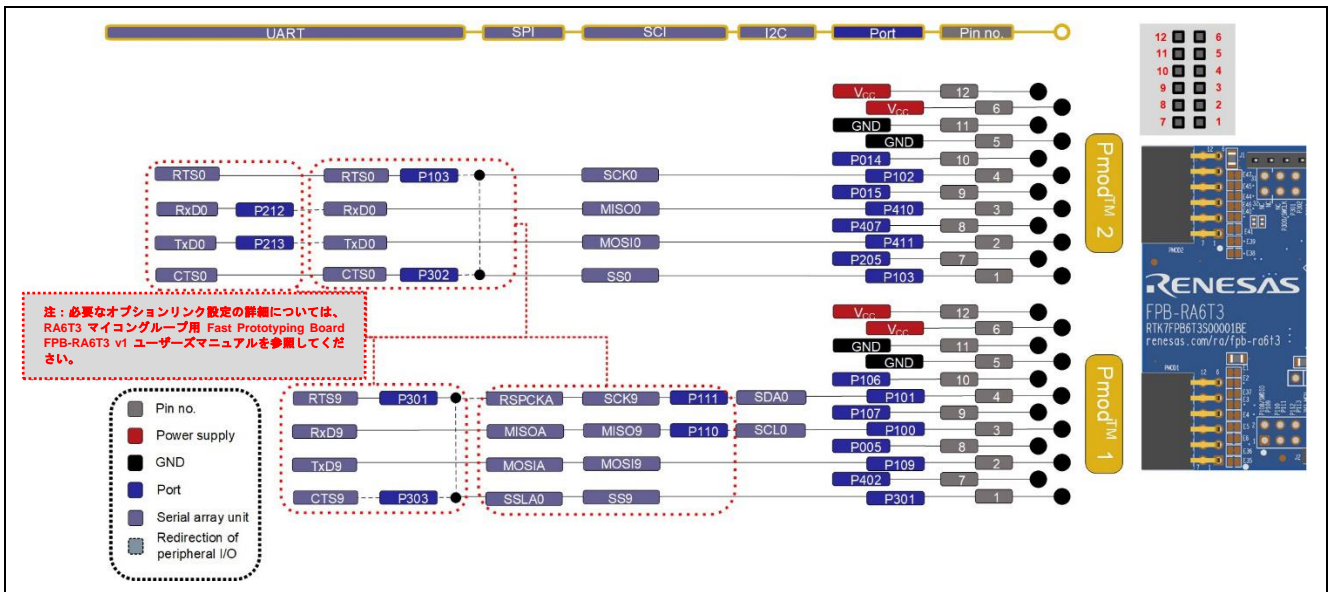 UART SPI SCI I2C Port Pin no.
12 6
11 5
10 4
9 3
8 2
7 1
VCC 12
VCC 6
GND 11
GND 5
P014 10
RTS0 RTS0 P103 SCK0 P102 4
P015 9
RxD0 P212 RxD0 MISO0 P410 3
P407 8
TxD0 P213 TxD0 MOSI0 P411 2
P205 7
CTS0 CTS0 P302 SS0 P103 1
Pmod™ 2
注：必要なオプションリンク設定の詳細については、
RA6T3 マイコングループ用 Fast Prototyping Board
FPB-RA6T3 v1 ユーザーズマニュアルを参照してくだ
さい。
VCC 12
VCC 6
GND 11
GND 5
P106 10
RTS9 P301 RSPCKA SCK9 P111 SDA0 P101 4
P107 9
RxD9 MISOA MISO9 P110 SCL0 P100 3
P005 8
TxD9 MOSIA MOSI9 P109 2
P402 7
CTS9 P303 SSLA0 SS9 P301 1
Pmod™ 1
Pin no.
Power supply
GND
Port
Serial array unit
Redirection of
peripheral I/O
PMOD2
RENESAS
FPB-RA6T3
RTK7FPB6T3S00001BE
renesas.com/ra/fpb-ra6t3
PMOD1